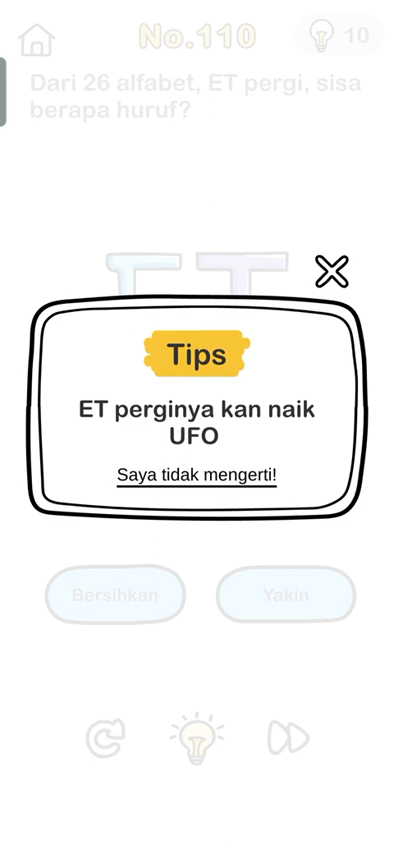 No.110
10
Dari 26 alfabet, ET pergi, sisa
berapa huruf?
ET
Tips
ET perginya kan naik
UFO
Saya tidak mengerti!
Bersihkan
Yakin